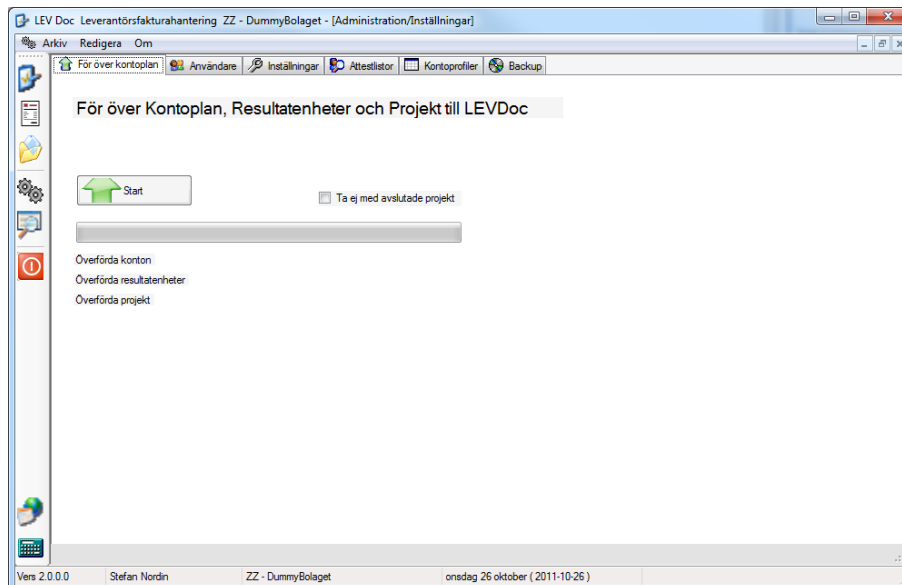 LEV Doc Leverantörsfakturahantering ZZ - DummyBolaget - [Administration/Inställningar]
Arkiv Redigera Om
För över kontoplan Användare Inställningar Attestlistor Kontoprofiler Backup
För över Kontoplan, Resultatenheter och Projekt till LEVDoc
Start Ta ej med avslutade projekt
Överförda konton
Överförda resultatenheter
Överförda projekt
Vers 2.0.0.0 Stefan Nordin ZZ - DummyBolaget onsdag 26 oktober ( 2011-10-26 )